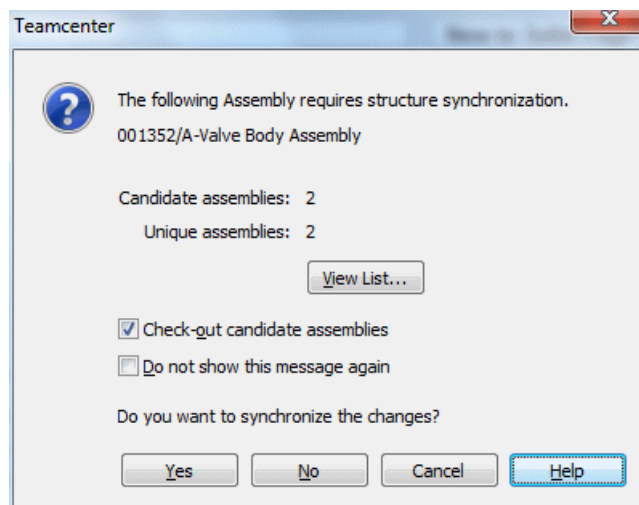 Teamcenter
The following Assembly requires structure synchronization.
001352/A-Valve Body Assembly
Candidate assemblies: 2
Unique assemblies: 2
View List...
Check-out candidate assemblies
Do not show this message again
Do you want to synchronize the changes?
Yes No Cancel Help